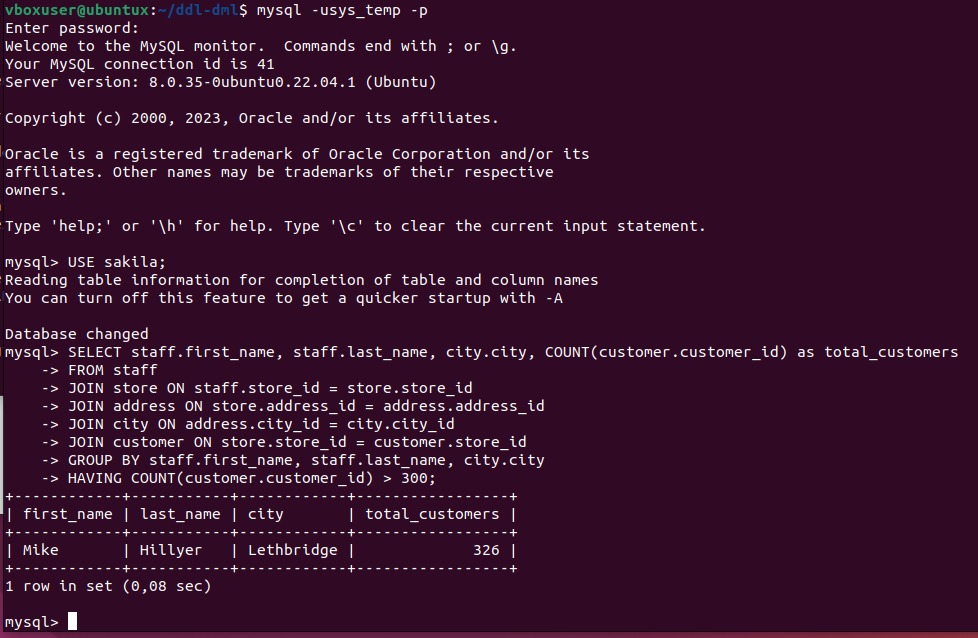 vboxuser@ubuntux:~/ddl-dml$ mysql -usys_temp -p
Enter password:
Welcome to the MySQL monitor.  Commands end with ; or \g.
Your MySQL connection id is 41
Server version: 8.0.35-0ubuntu0.22.04.1 (Ubuntu)

Copyright (c) 2000, 2023, Oracle and/or its affiliates.

Oracle is a registered trademark of Oracle Corporation and/or its
affiliates. Other names may be trademarks of their respective
owners.

Type 'help;' or '\h' for help. Type '\c' to clear the current input statement.

mysql> USE sakila;
Reading table information for completion of table and column names
You can turn off this feature to get a quicker startup with -A

Database changed
mysql> SELECT staff.first_name, staff.last_name, city.city, COUNT(customer.customer_id) as total_customers
    -> FROM staff
    -> JOIN store ON staff.store_id = store.store_id
    -> JOIN address ON store.address_id = address.address_id
    -> JOIN city ON address.city_id = city.city_id
    -> JOIN customer ON store.store_id = customer.store_id
    -> GROUP BY staff.first_name, staff.last_name, city.city
    -> HAVING COUNT(customer.customer_id) > 300;
+------------+-----------+------------+-----------------+
| first_name | last_name | city       | total_customers |
+------------+-----------+------------+-----------------+
| Mike       | Hillyer   | Lethbridge |             326 |
+------------+-----------+------------+-----------------+
1 row in set (0,08 sec)

mysql>